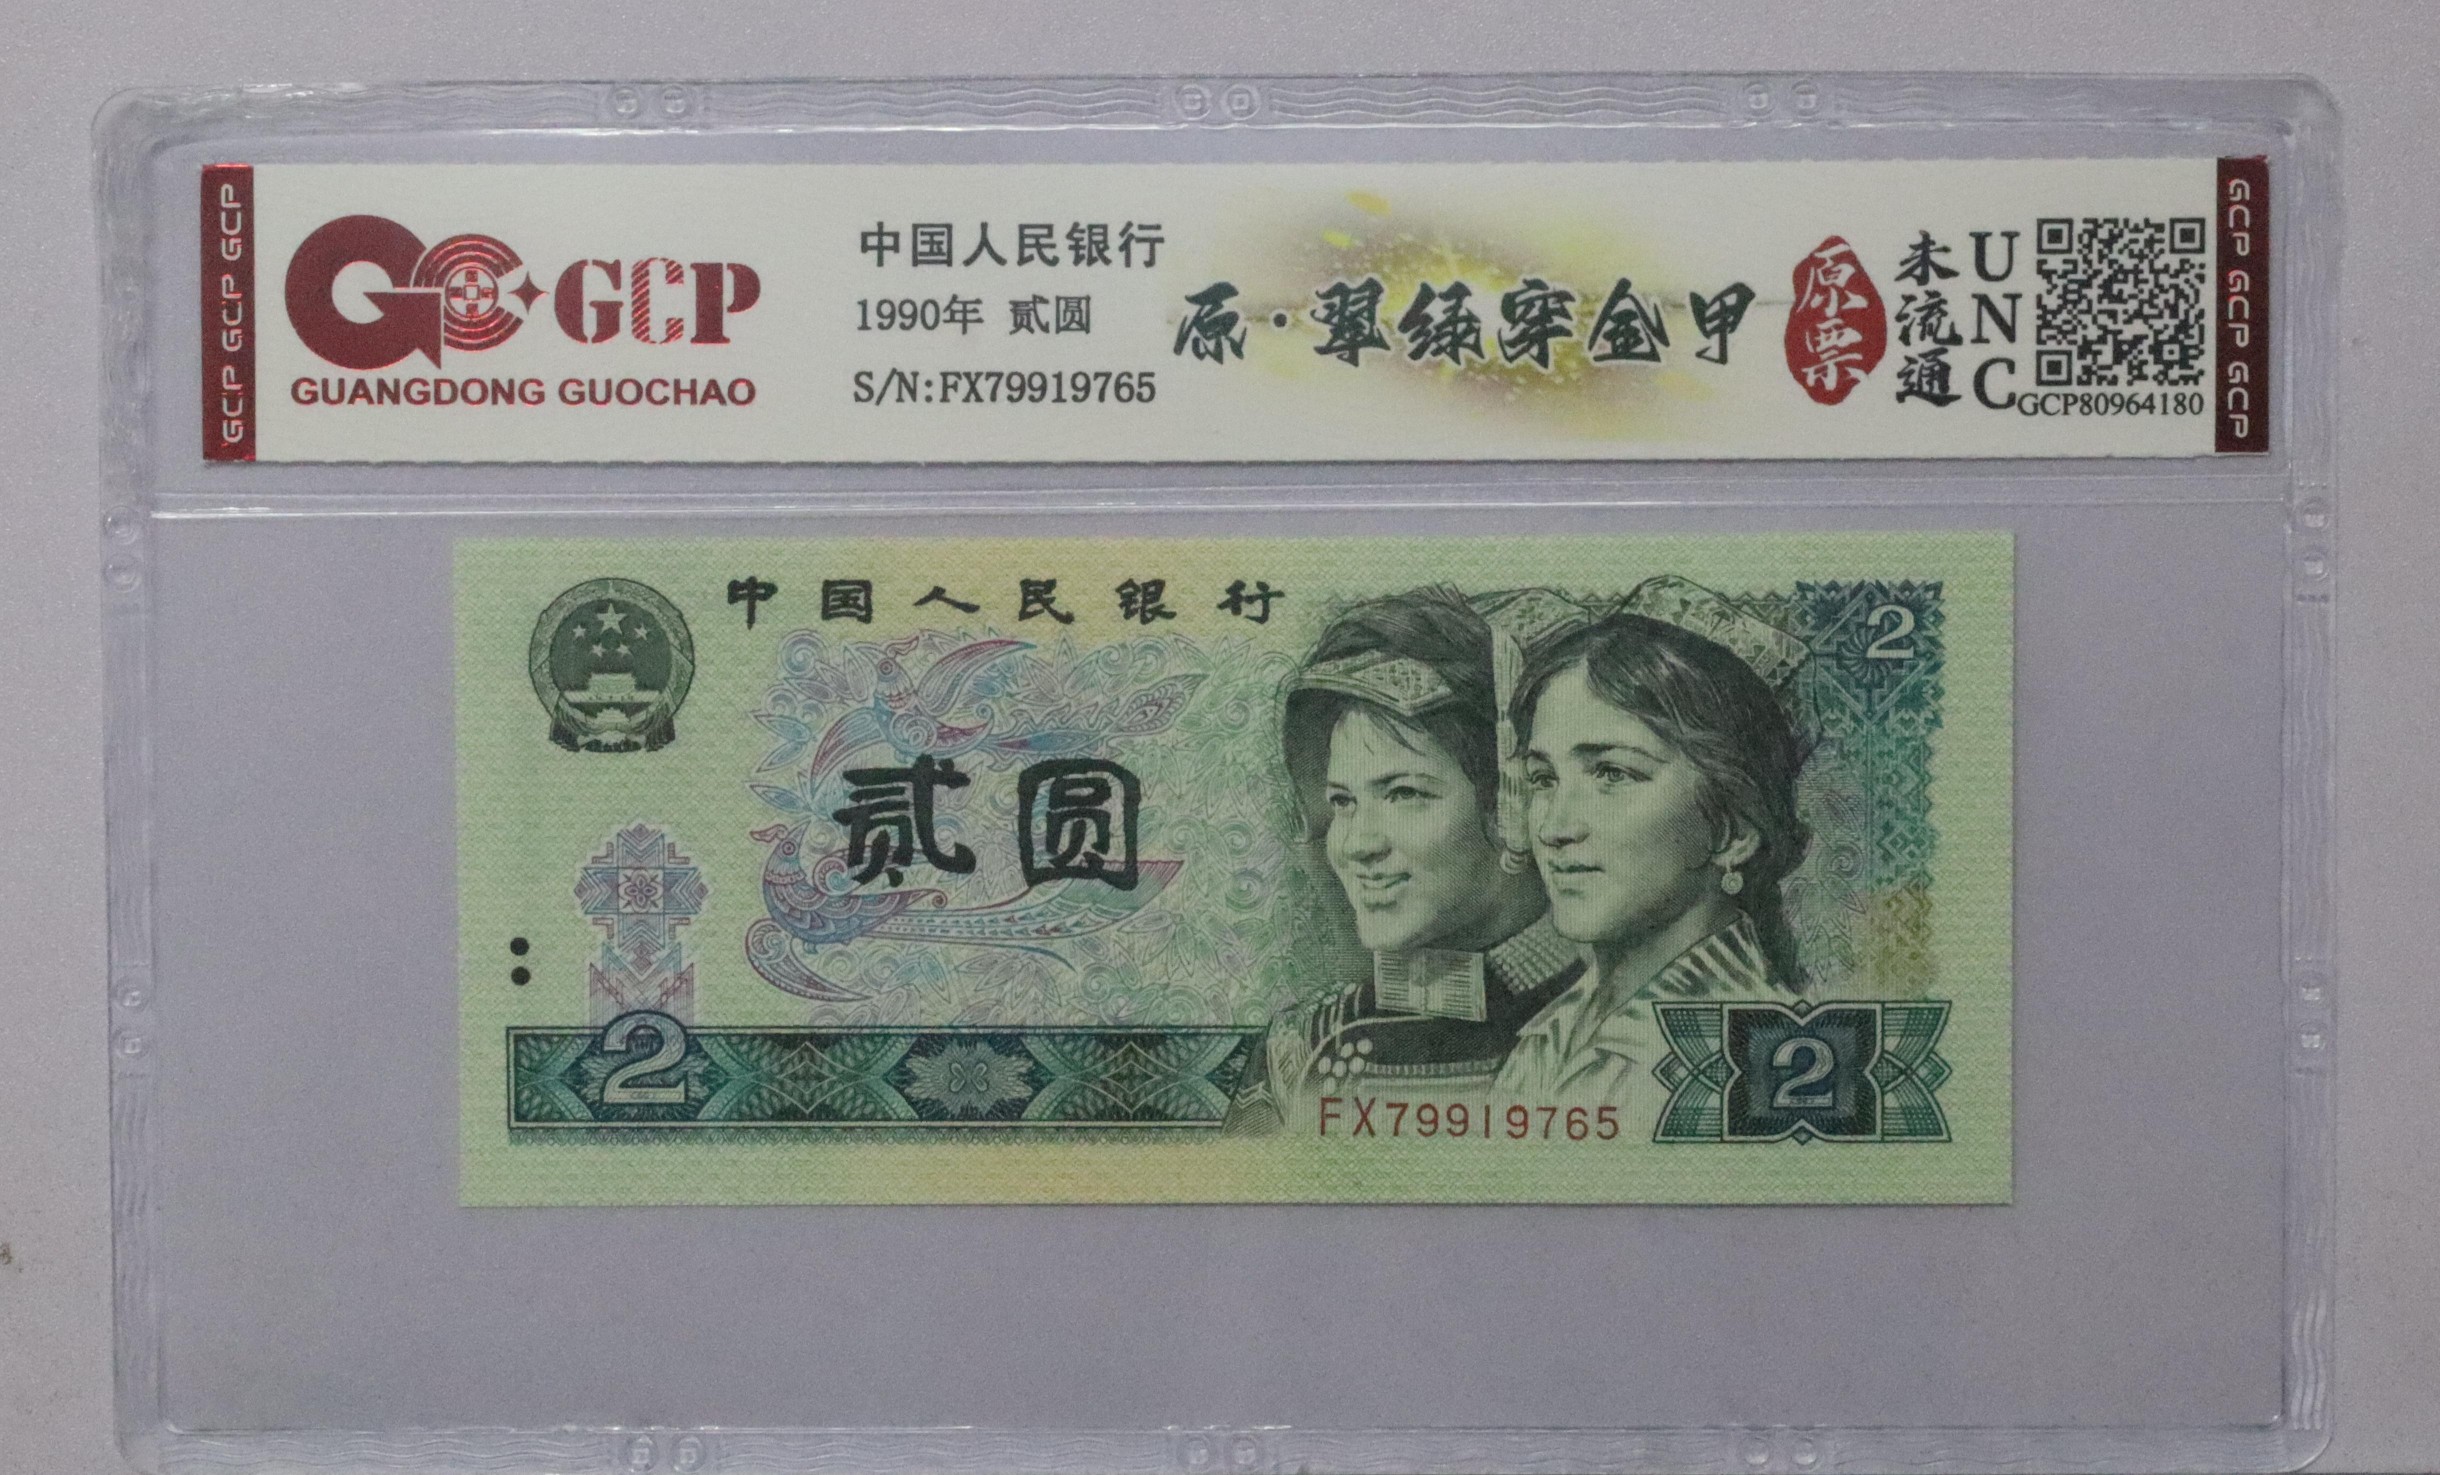 GCP GCP GCP
GCP
GUANGDONG GUOCHAO
中国人民银行
1990年 贰圆
S/N:FX79919765
原·翠绿穿金甲
原票
未流通
UNC
GCP80964180
GCP GCP GCP
中国人民银行
2
贰圆
2
FX79919765
2